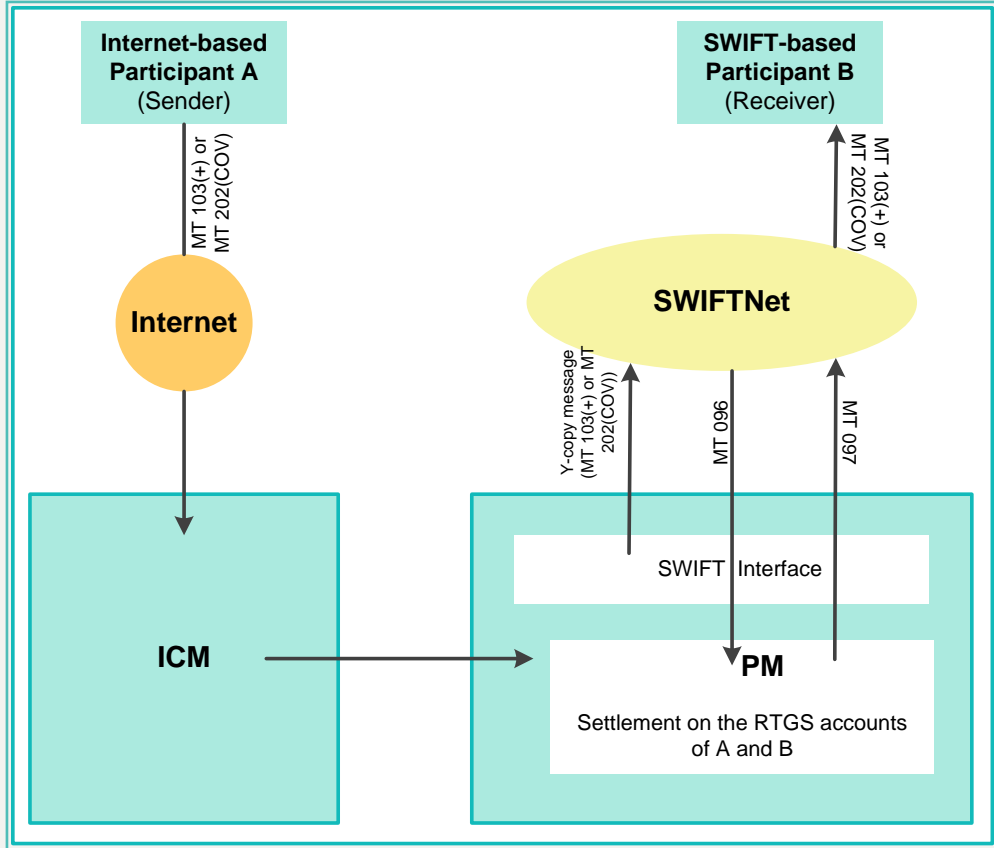 Internet-based
Participant A
(Sender)
SWIFT-based
Participant B
(Receiver)
MT 103(+) or
MT 202(COV)
MT 103(+) or
MT 202(COV)
Internet
SWIFTNet
Y-copy message
(MT 103(+) or MT
202(COV))
MT 096
MT 097
SWIFT Interface
ICM
PM
Settlement on the RTGS accounts
of A and B